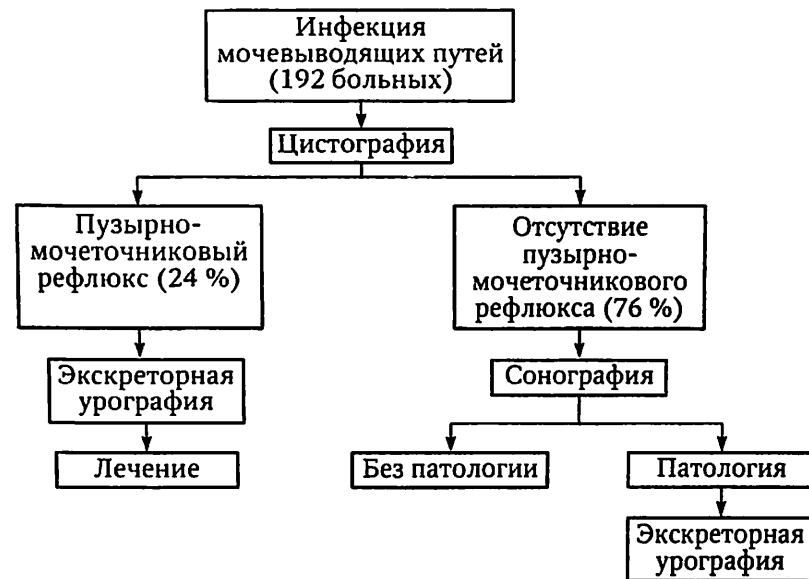 Инфекция
мочевыводящих путей
(192 больных)
Цистография
Пузырно-
мочеточниковый
рефлюкс (24 %)
Отсутствие
пузырно-
мочеточникового
рефлюкса (76 %)
Экскреторная
урография
Сонография
Лечение
Без патологии
Патология
Экскреторная
урография